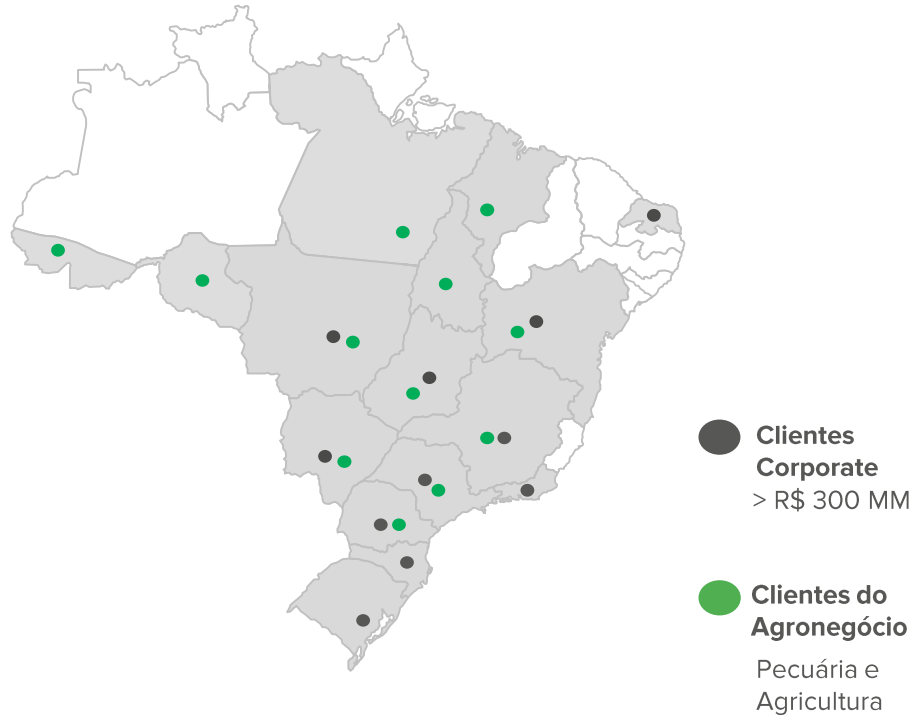 Clientes
Corporate
> R$ 300 MM
Clientes do
Agronegócio
Pecuária e
Agricultura